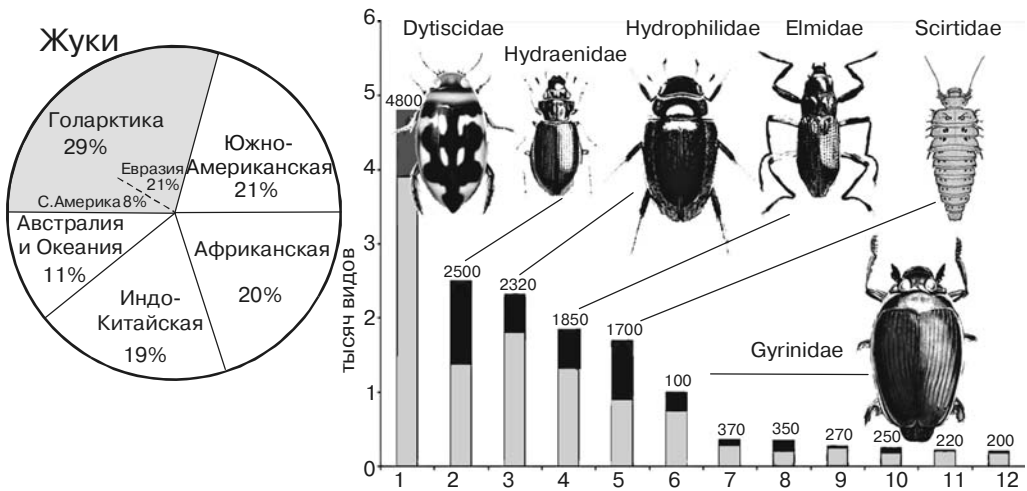 Жуки
Голарктика
29%
Евразия
21%
С.Америка 8%
Южно-
Американская
21%
Австралия
и Океания
11%
Африканская
20%
Индо-
Китайская
19%
тысяч видов
6
5
4
3
2
1
0
Dytiscidae
Hydraenidae
Hydrophilidae
Elmidae
Scirtidae
Gyrinidae
4800
2500
2320
1850
1700
100
370
350
270
250
220
200
1 2 3 4 5 6 7 8 9 10 11 12